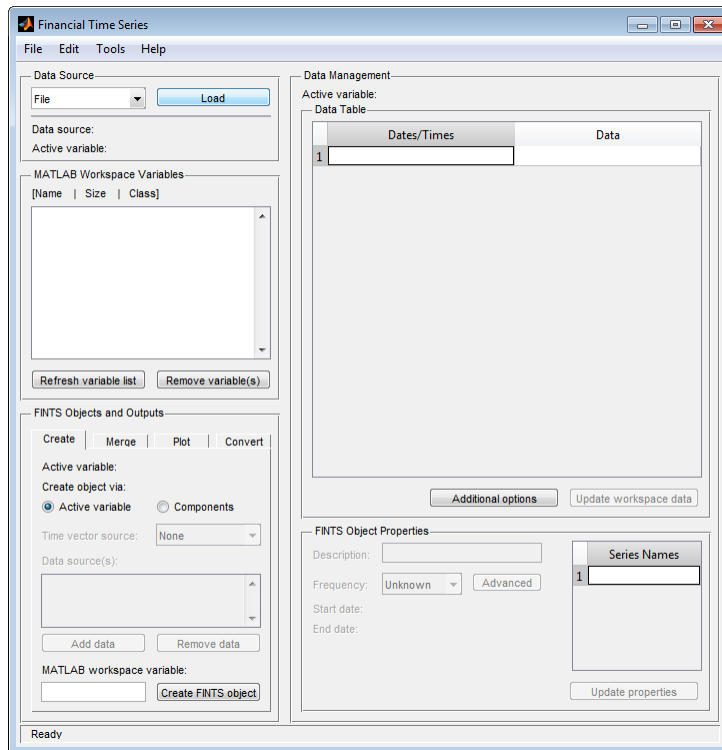 Financial Time Series
File Edit Tools Help
Data Source
File
Load
Data source:
Active variable:
MATLAB Workspace Variables
[Name | Size | Class]
Refresh variable list
Remove variable(s)
FINTS Objects and Outputs
Create Merge Plot Convert
Active variable:
Create object via:
Active variable Components
Time vector source: None
Data source(s):
Add data
Remove data
MATLAB workspace variable:
Create FINTS object
Data Management
Active variable:
Data Table
Dates/Times Data
1
Additional options
Update workspace data
FINTS Object Properties
Description:
Frequency: Unknown Advanced
Start date:
End date:
Series Names
1
Update properties
Ready